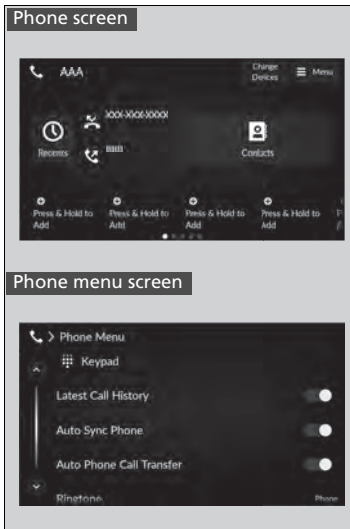 Phone screen
AAA
Change
Devices
Menu
XXX-XXX-XXXX
Recents
Contacts
Press & Hold to
Add
Press & Hold to
Add
Press & Hold to
Add
Press & Hold to
Add
Phone menu screen
Phone Menu
Keypad
Latest Call History
Auto Sync Phone
Auto Phone Call Transfer
Ringtone
Phone